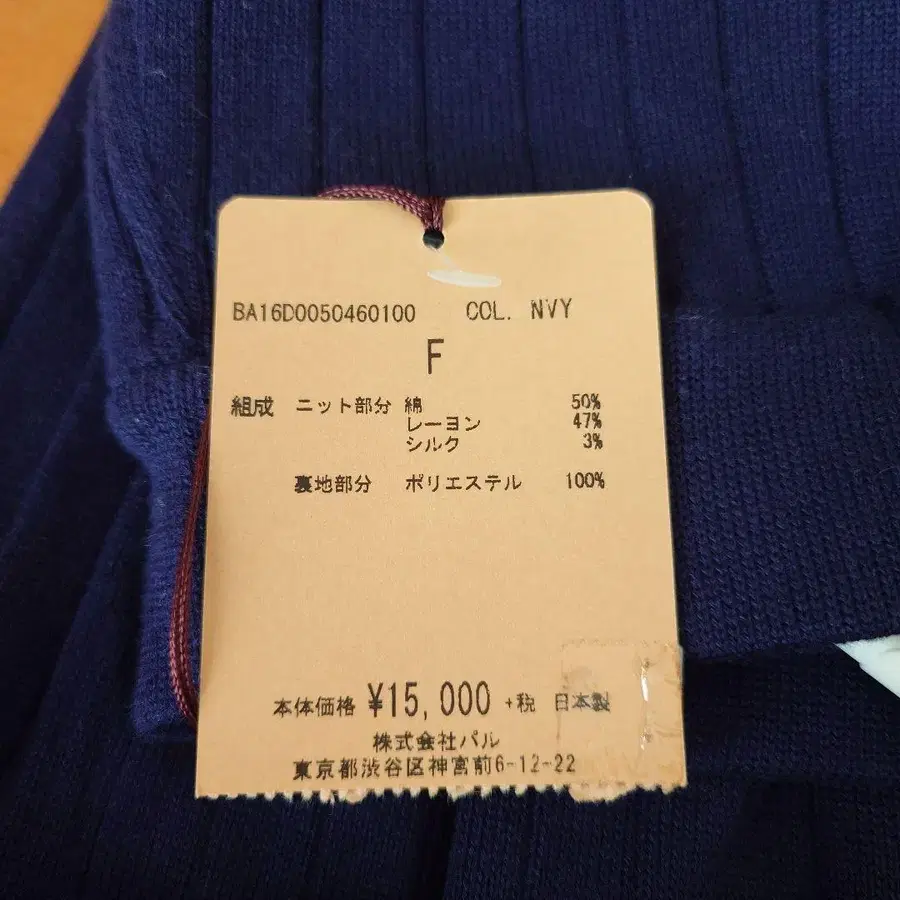 BA16D0050460100 COL. NVY
F
組成 ニット部分 綿 50%
レーヨン 47%
シルク 3%
裏地部分 ポリエステル 100%
本体価格 ¥15,000 +税 日本製
株式会社パル
東京都渋谷区神宮前6-12-22